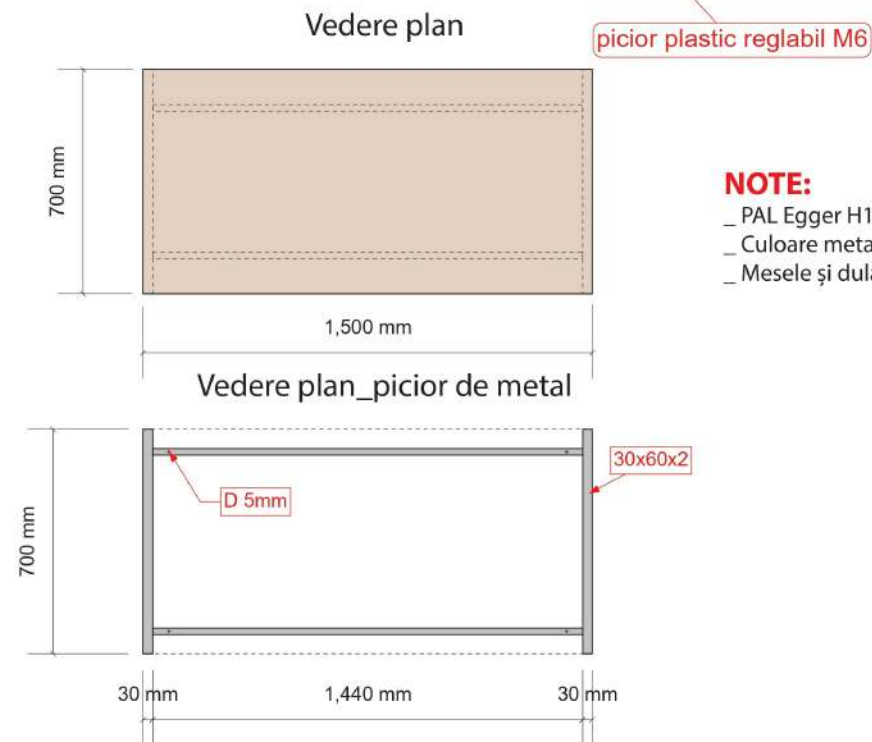 Vedere plan
picior plastic reglabil M6
700 mm
NOTE:
_ PAL Egger H1
_ Culoare meta
_ Mesele și dula
1,500 mm
Vedere plan_picior de metal
30x60x2
D 5mm
700 mm
30 mm
1,440 mm
30 mm